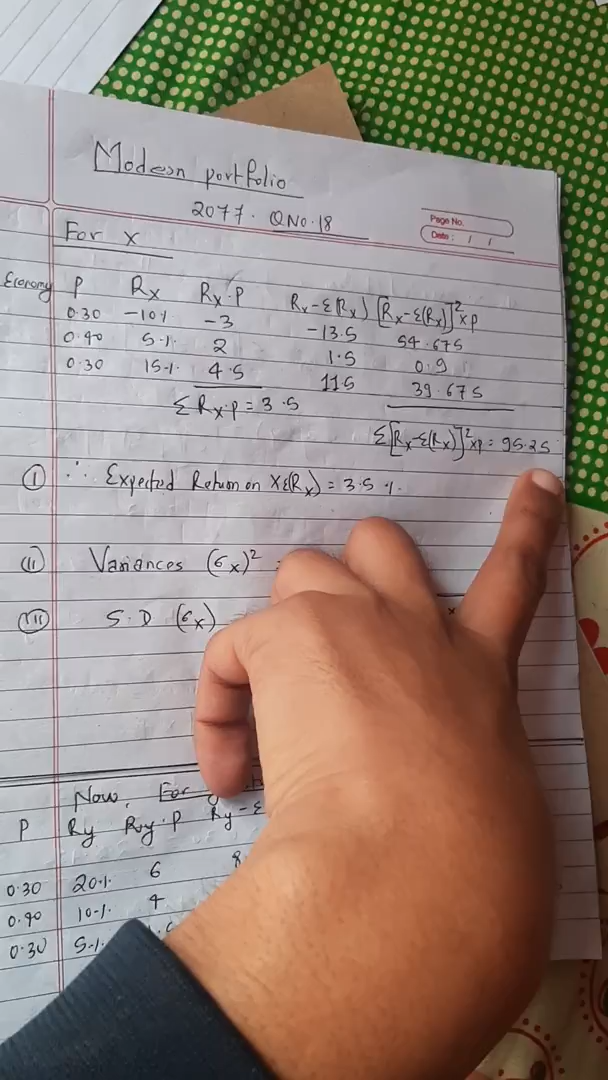 Modern portfolio
2077. QNO.18
Page No.
Date: / /
For X
Economy P Rx Rx.P Rx-Σ(Rx) [Rx-Σ(Rx)]²xp
0.30 -10% -3 -13.5 54.675
0.40 5% 2 1.5 0.9
0.30 15% 4.5 11.5 39.675
ΣRx.P = 3.5
Σ[Rx-Σ(Rx)]²xp = 95.25
(i) ∴ Expected Return on X Σ(Rx) = 3.5 %.
(ii) Variances (σx)² =
(iii) S.D (σx)
Now, For
P Ry Ry.P Ry-Σ
0.30 20% 6 8
0.40 10% 4
0.30 5%